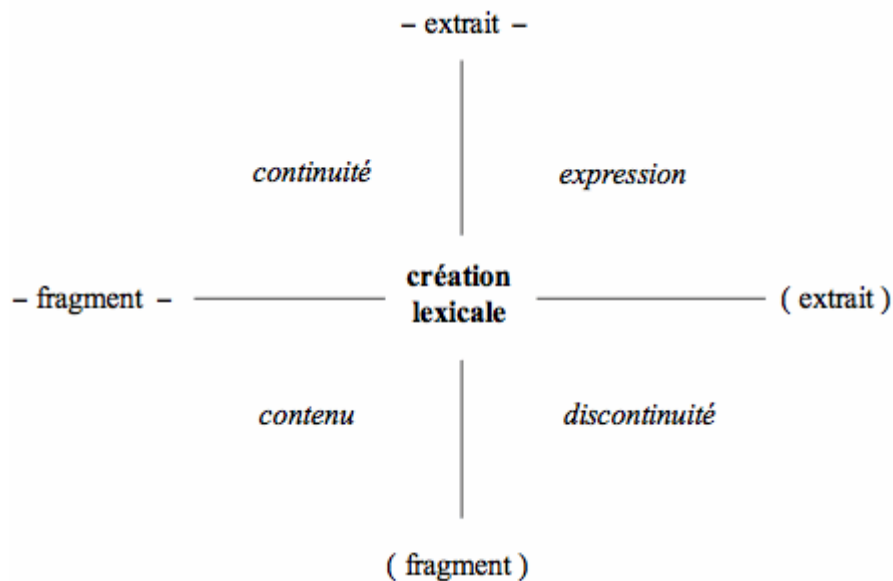 – extrait –
continuité
expression
– fragment –
création
lexicale
( extrait )
contenu
discontinuité
( fragment )